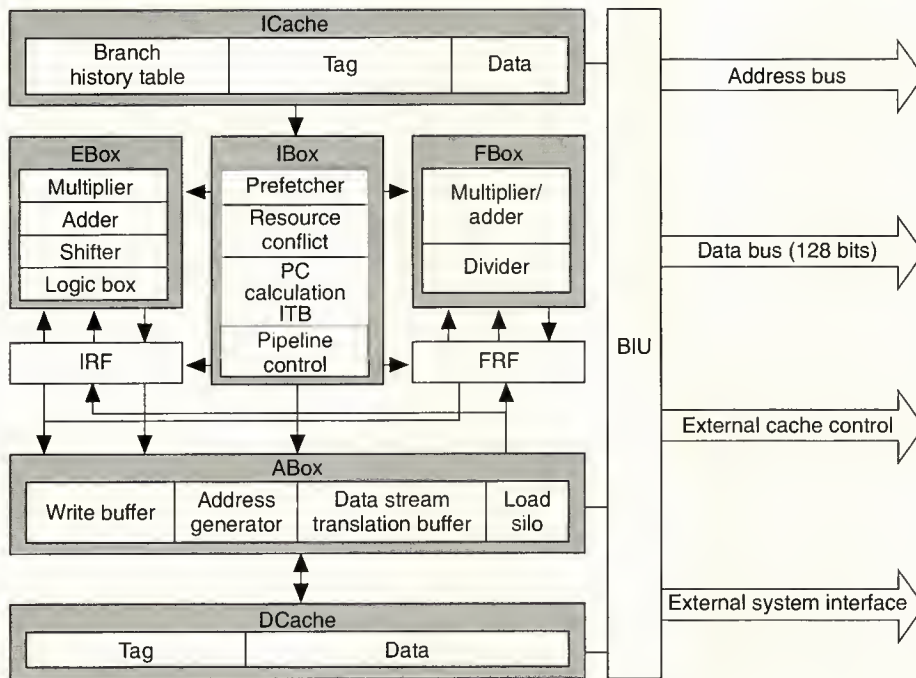 ICache
Branch
history table
Tag
Data
Address bus
EBox
Multiplier
Adder
Shifter
Logic box
IBox
Prefetcher
Resource
conflict
PC
calculation
ITB
Pipeline
control
FBox
Multiplier/
adder
Divider
Data bus (128 bits)
BIU
IRF
FRF
External cache control
ABox
Write buffer
Address
generator
Data stream
translation buffer
Load
silo
External system interface
DCache
Tag
Data